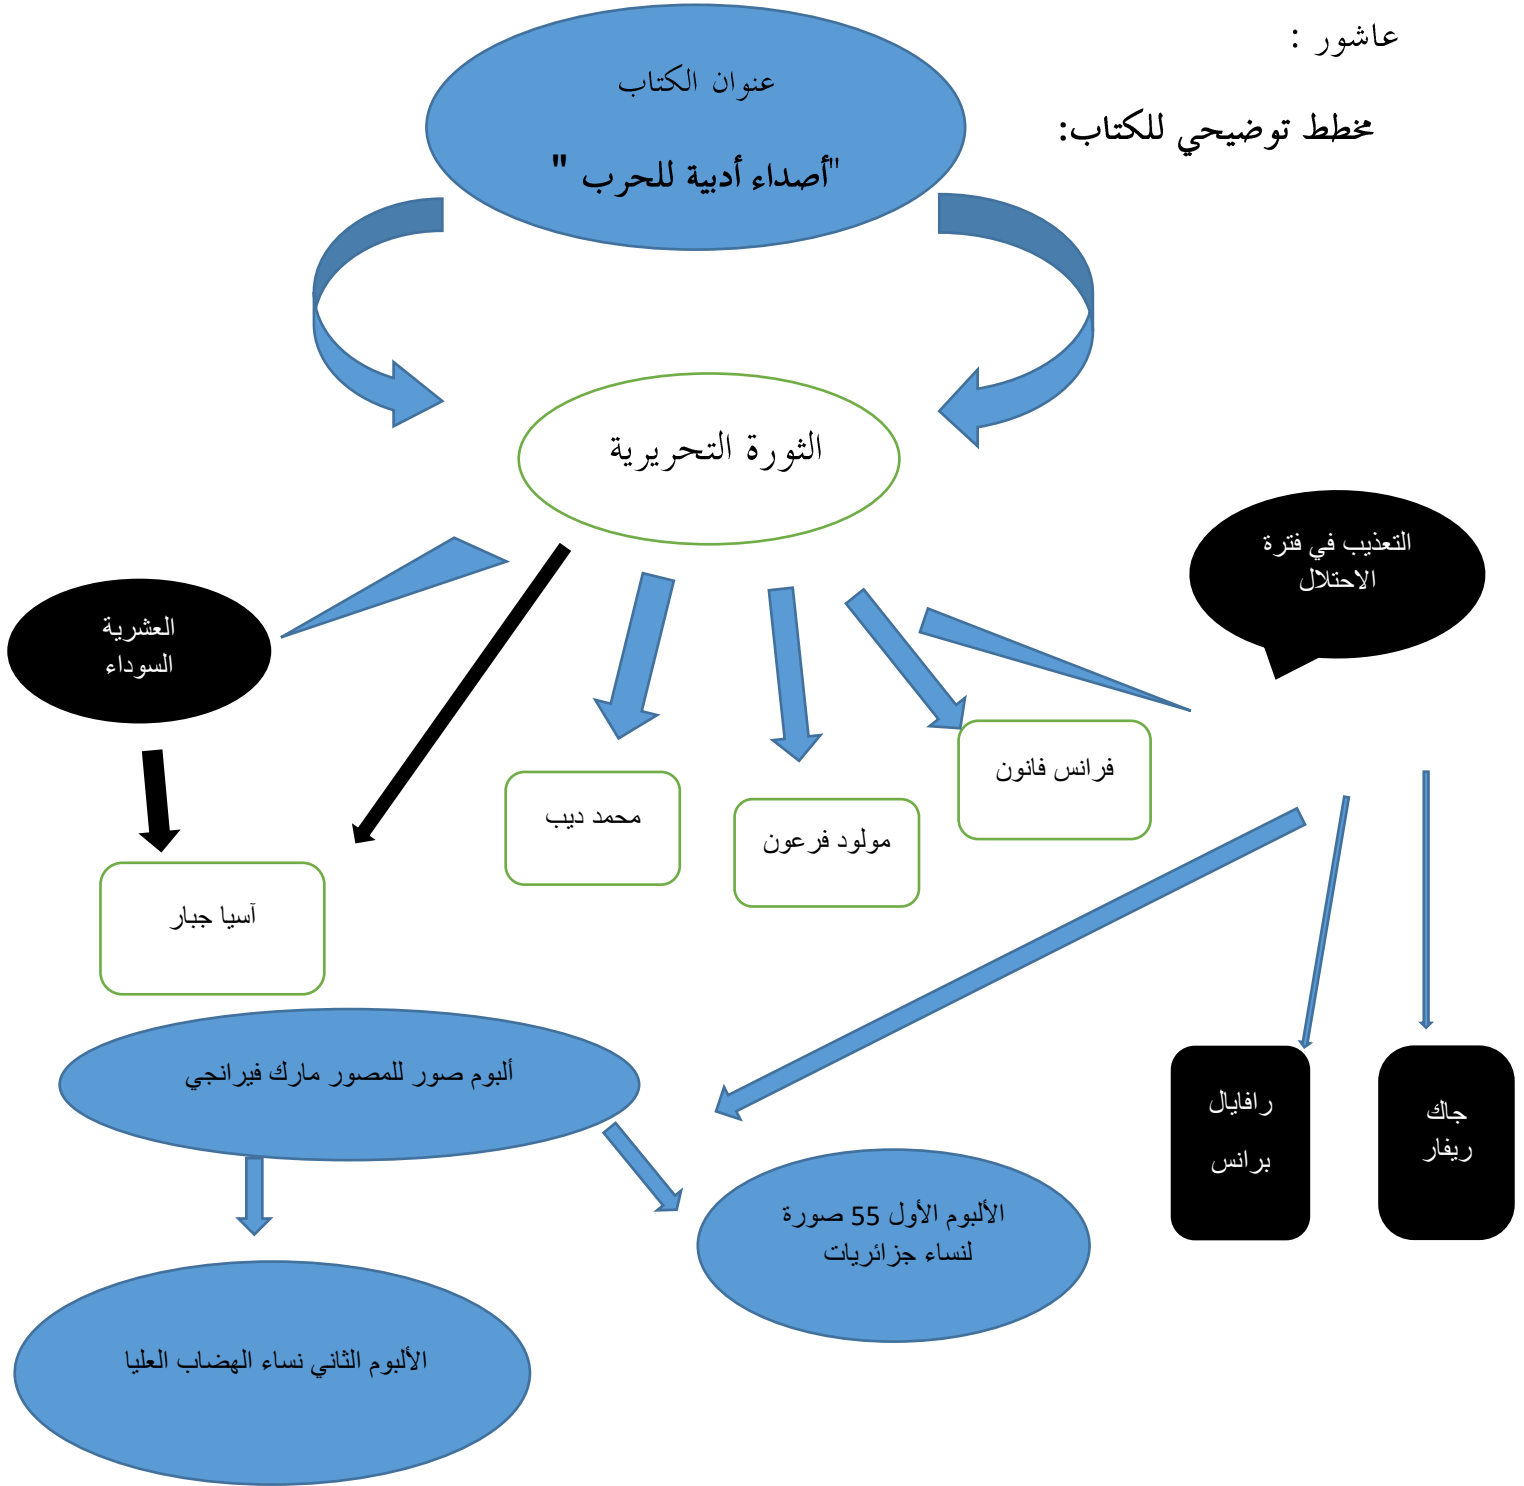 عاشور :
مخطط توضيحي للكتاب:
عنوان الكتاب
"أصداء أدبية للحرب "
الثورة التحريرية
التعذيب في فترة
الاحتلال
العشرية
السوداء
فرانس فانون
مولود فرعون
محمد ديب
آسيا جبار
ألبوم صور للمصور مارك فيرانجي
جاك
ريفار
رافايال
برانس
الألبوم الأول 55 صورة
لنساء جزائريات
الألبوم الثاني نساء الهضاب العليا